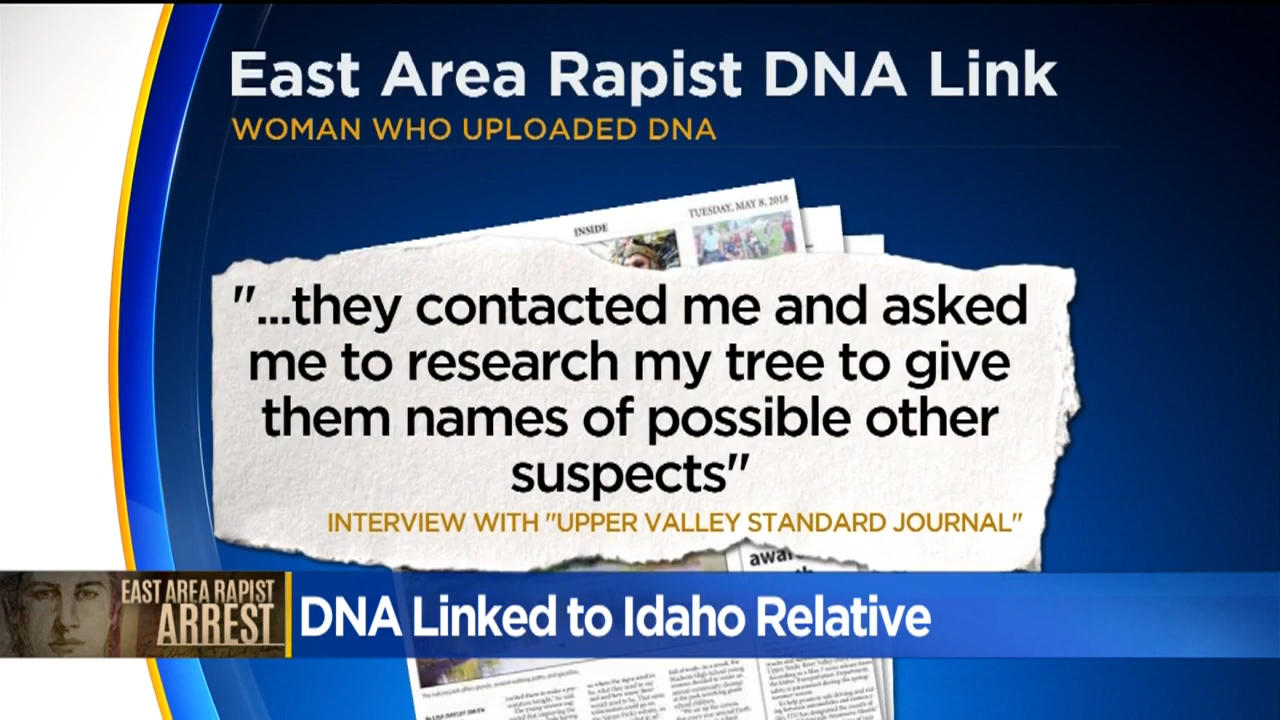 East Area Rapist DNA Link
WOMAN WHO UPLOADED DNA
TUESDAY, MAY 8, 2018
INSIDE
"...they contacted me and asked
me to research my tree to give
them names of possible other
suspects"
INTERVIEW WITH "UPPER VALLEY STANDARD JOURNAL"
EAST AREA RAPIST
ARREST
DNA Linked to Idaho Relative